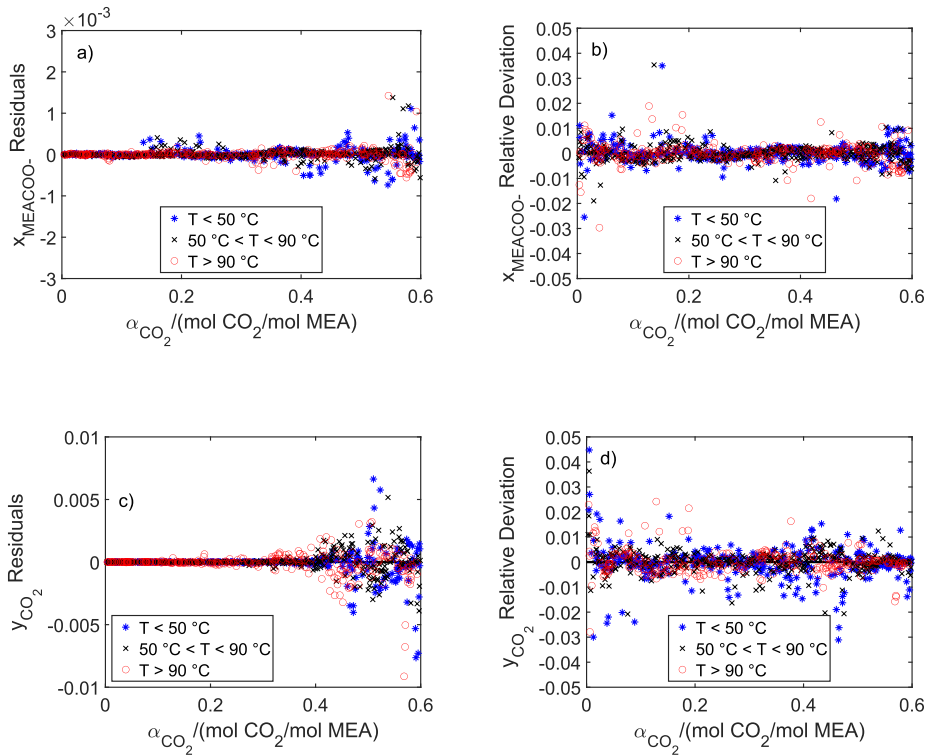 ×10⁻³
3
2
1
0
-1
-2
-3
a)
x_MEACOO- Residuals
T < 50 °C
50 °C < T < 90 °C
T > 90 °C
0
0.2
0.4
0.6
α_CO₂/(mol CO₂/mol MEA)
0.05
0.04
0.03
0.02
0.01
0
-0.01
-0.02
-0.03
-0.04
-0.05
b)
x_MEACOO- Relative Deviation
T < 50 °C
50 °C < T < 90 °C
T > 90 °C
0
0.2
0.4
0.6
α_CO₂/(mol CO₂/mol MEA)
0.01
0.005
0
-0.005
-0.01
c)
y_CO₂ Residuals
T < 50 °C
50 °C < T < 90 °C
T > 90 °C
0
0.2
0.4
0.6
α_CO₂/(mol CO₂/mol MEA)
0.05
0.04
0.03
0.02
0.01
0
-0.01
-0.02
-0.03
-0.04
-0.05
d)
y_CO₂ Relative Deviation
T < 50 °C
50 °C < T < 90 °C
T > 90 °C
0
0.2
0.4
0.6
α_CO₂/(mol CO₂/mol MEA)